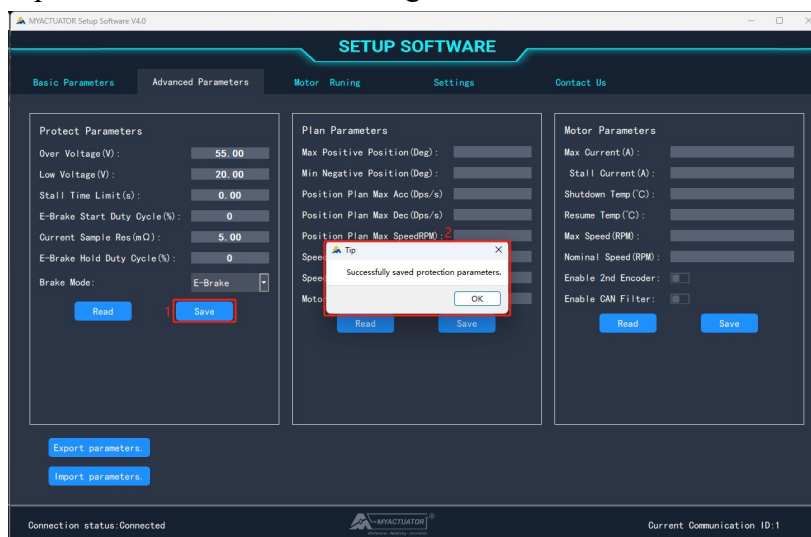 MYACTUATOR Setup Software V4.0
SETUP SOFTWARE
Basic Parameters Advanced Parameters Motor Runing Settings Contact Us
Protect Parameters
Over Voltage(V): 55.00
Low Voltage(V): 20.00
Stall Time Limit(s): 0.00
E-Brake Start Duty Cycle(%): 0
Current Sample Res(mΩ): 5.00
E-Brake Hold Duty Cycle(%): 0
Brake Mode: E-Brake
Read 1 Save
Plan Parameters
Max Positive Position(Deg):
Min Negative Position(Deg):
Position Plan Max Acc(Dps/s)
Position Plan Max Dec(Dps/s)
Position Plan Max SpeedRPM): 2
Spee
Spee
Moto
Tip
Successfully saved protection parameters.
OK
Read Save
Motor Parameters
Max Current(A):
Stall Current(A):
Shutdown Temp(℃):
Resume Temp(℃):
Max Speed(RPM):
Nominal Speed(RPM):
Enable 2nd Encoder:
Enable CAN Filter:
Read Save
Export parameters.
Import parameters.
Connection status:Connected
MYACTUATOR
Current Communication ID:1